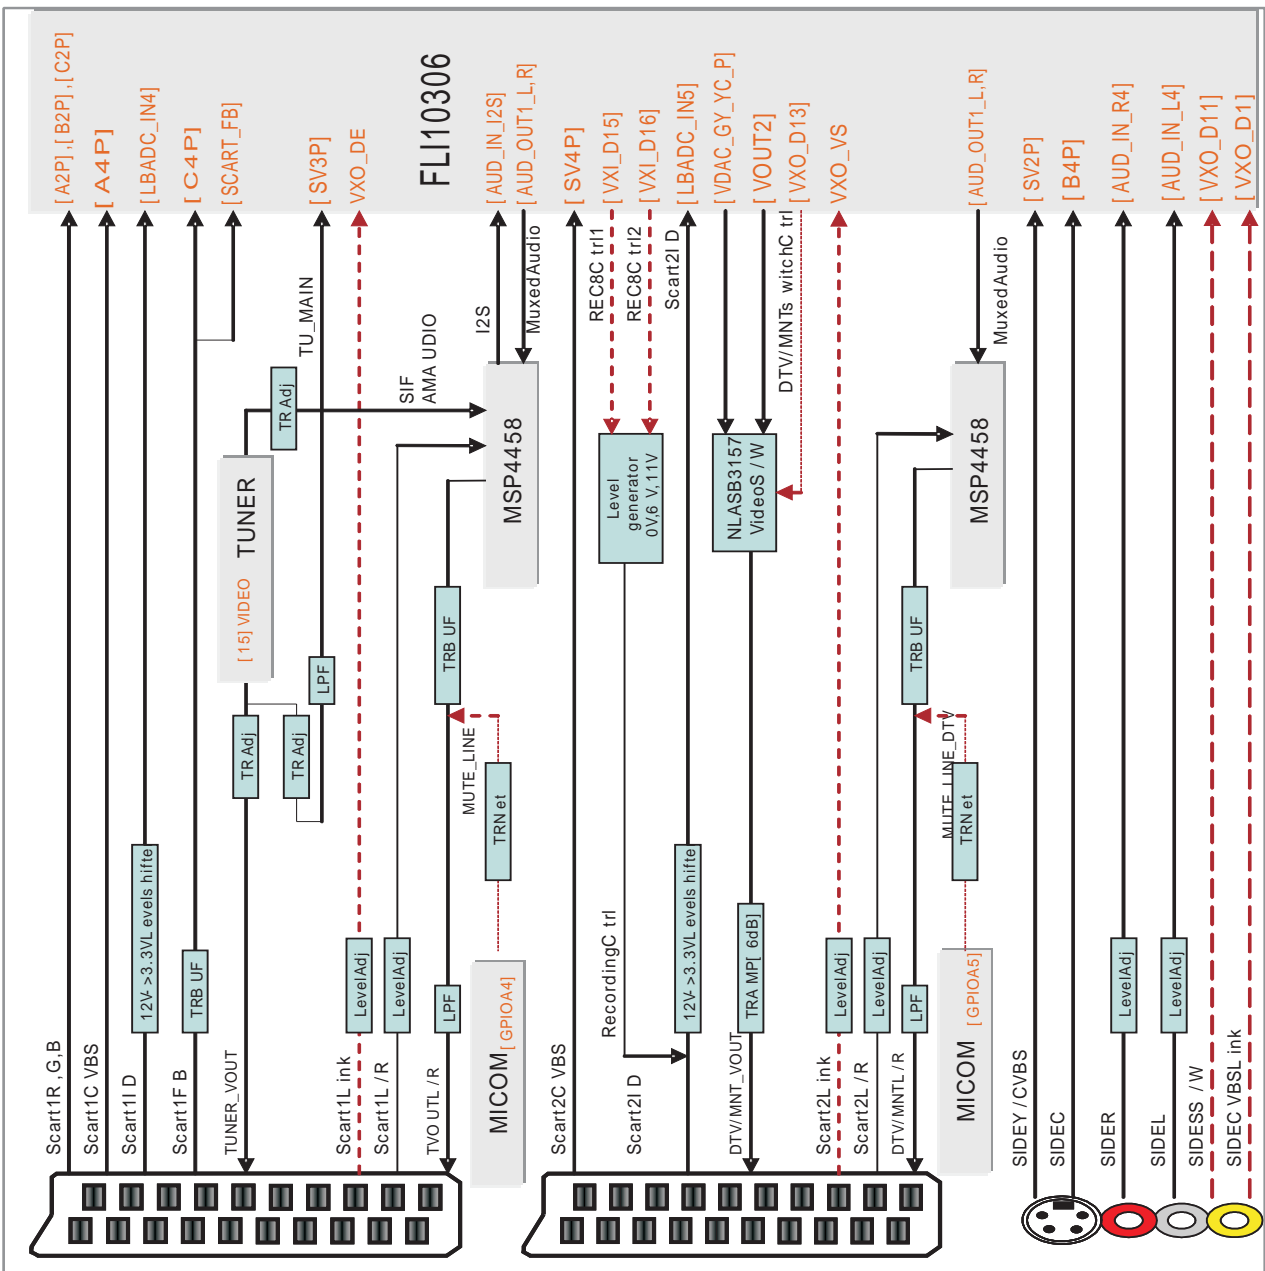 [ A2P] , [ B2P] , [ C2P]
[ A4P]
[ LBADC_IN4]
[ C4P]
[ SCART_FB]
[ SV3P]
VXO_DE
FLI10306
[ AUD_IN_I2S]
[ AUD_OUT1_L,R]
[ SV4P]
[ VXI_D15]
[ VXI_D16]
[ LBADC_IN5]
[ VDAC_GY_YC_P]
[ VOUT2]
[ VXO_D13]
VXO_VS
[ AUD_OUT1_L,R]
[ SV2P]
[ B4P]
[ AUD_IN_R4]
[ AUD_IN_L4]
[ VXO_D11]
[ VXO_D1]
TU_MAIN
I2S
MuxedAudio
REC8C trl1
REC8C trl2
Scart2I D
DTV/MNTs witchC trl
MuxedAudio
TR Adj
SIF
AMA UDIO
MSP4458
Level
generator
0V,6 V,11V
NLASB3157
VideoS / W
MSP4458
TUNER
[ 15] VIDEO
LPF
TRB UF
TRB UF
TR Adj
TR Adj
MUTE_LINE
TRN et
MUTE_LINE_DTV
TRN et
12V- >3.3VL evels hifte
TRB UF
LevelAdj
LevelAdj
LPF
MICOM
[ GPIOA4]
RecordingC trl
12V- >3.3VL evels hifte
TRA MP[ 6dB]
LevelAdj
LevelAdj
LPF
MICOM
[ GPIOA5]
LevelAdj
LevelAdj
Scart1R ,G,B
Scart1C VBS
Scart1I D
Scart1F B
TUNER_VOUT
Scart1L ink
Scart1L /R
TVO UTL /R
Scart2C VBS
Scart2I D
DTV/MNT_VOUT
Scart2L ink
Scart2L /R
DTV/MNTL /R
SIDEY /CVBS
SIDEC
SIDER
SIDEL
SIDESS /W
SIDEC VBSL ink